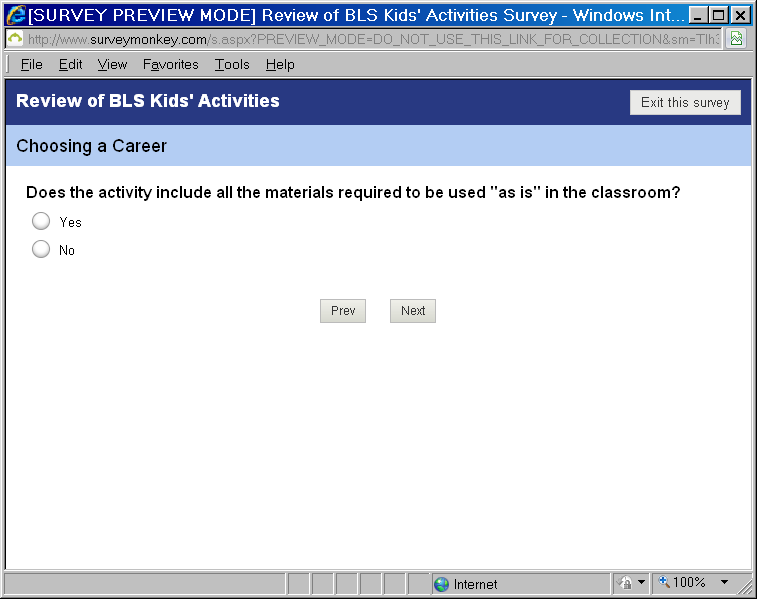 [SURVEY PREVIEW MODE] Review of BLS Kids' Activities Survey - Windows Int...
http://www.surveymonkey.com/s.aspx?PREVIEW_MODE=DO_NOT_USE_THIS_LINK_FOR_COLLECTION&sm=TIh
File Edit View Favorites Tools Help
Review of BLS Kids' Activities
Exit this survey
Choosing a Career
Does the activity include all the materials required to be used "as is" in the classroom?
Yes
No
Prev Next
Internet 100%